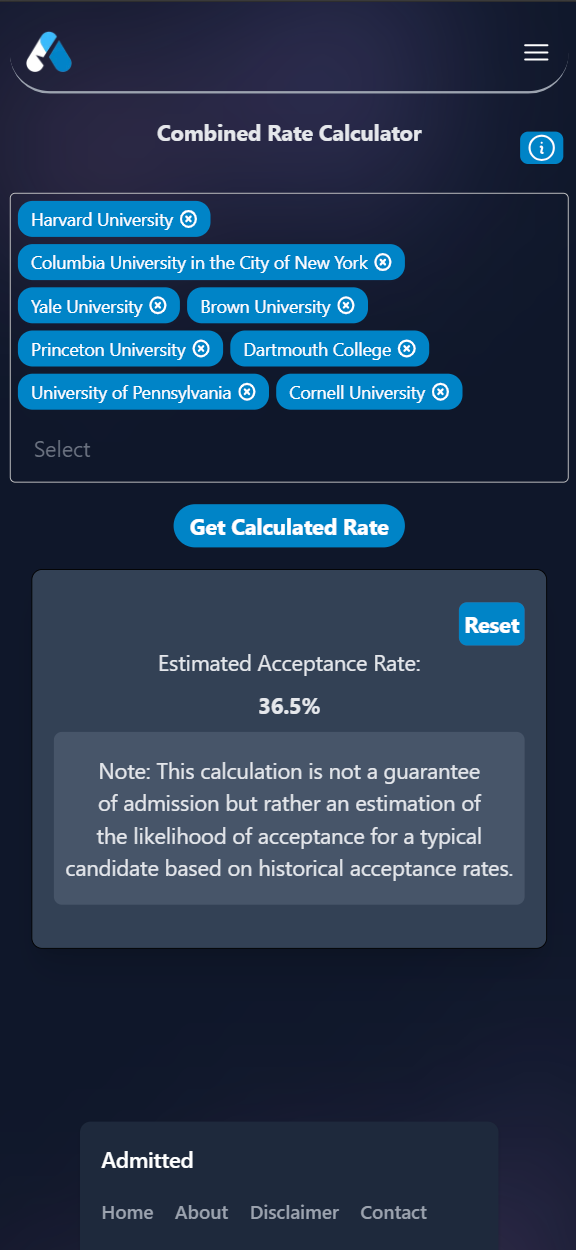 Combined Rate Calculator
Harvard University
Columbia University in the City of New York
Yale University Brown University
Princeton University Dartmouth College
University of Pennsylvania Cornell University
Select
Get Calculated Rate
Reset
Estimated Acceptance Rate:
36.5%
Note: This calculation is not a guarantee
of admission but rather an estimation of
the likelihood of acceptance for a typical
candidate based on historical acceptance rates.
Admitted
Home About Disclaimer Contact